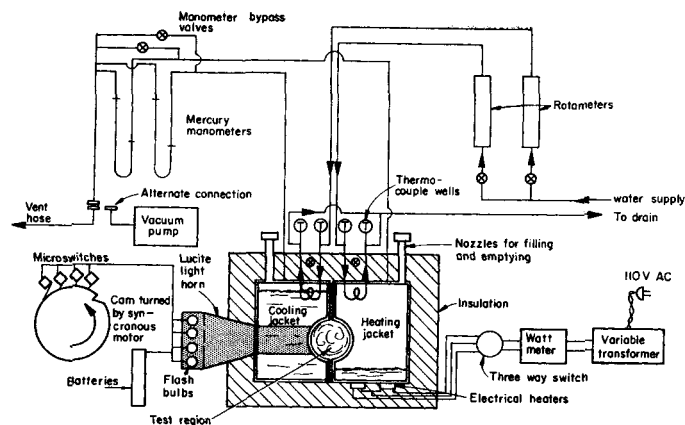 Manometer bypass
valves
Mercury
manometers
Rotameters
Thermo-
couple wells
water supply
To drain
Alternate connection
Vent
hose
Vacuum
pump
Nozzles for filling
and emptying
Microswitches
Lucite
light
horn
Cam turned
by syn-
cronous
motor
Cooling
jacket
Heating
jacket
Insulation
110V AC
Watt
meter
Variable
transformer
Three way switch
Batteries
Flash
bulbs
Electrical heaters
Test region